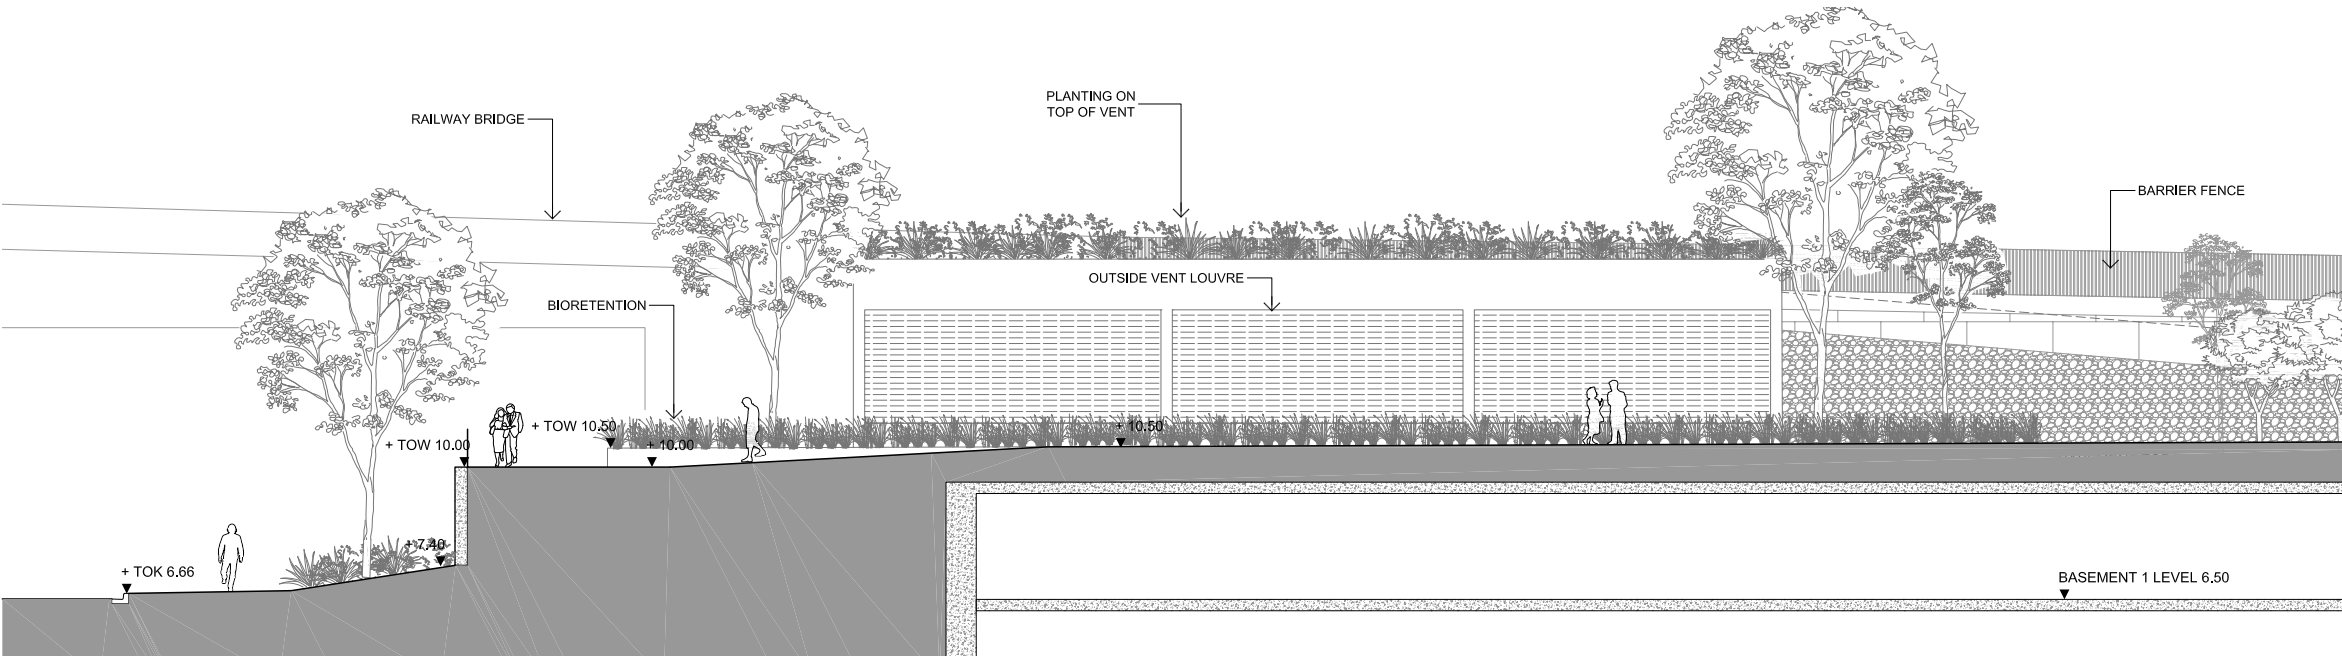 PLANTING ON
TOP OF VENT
RAILWAY BRIDGE
BARRIER FENCE
OUTSIDE VENT LOUVRE
BIORETENTION
+ TOW 10.50
+ 10.50
+ TOW 10.00
+ 10.00
+ 7.40
+ TOK 6.66
BASEMENT 1 LEVEL 6.50